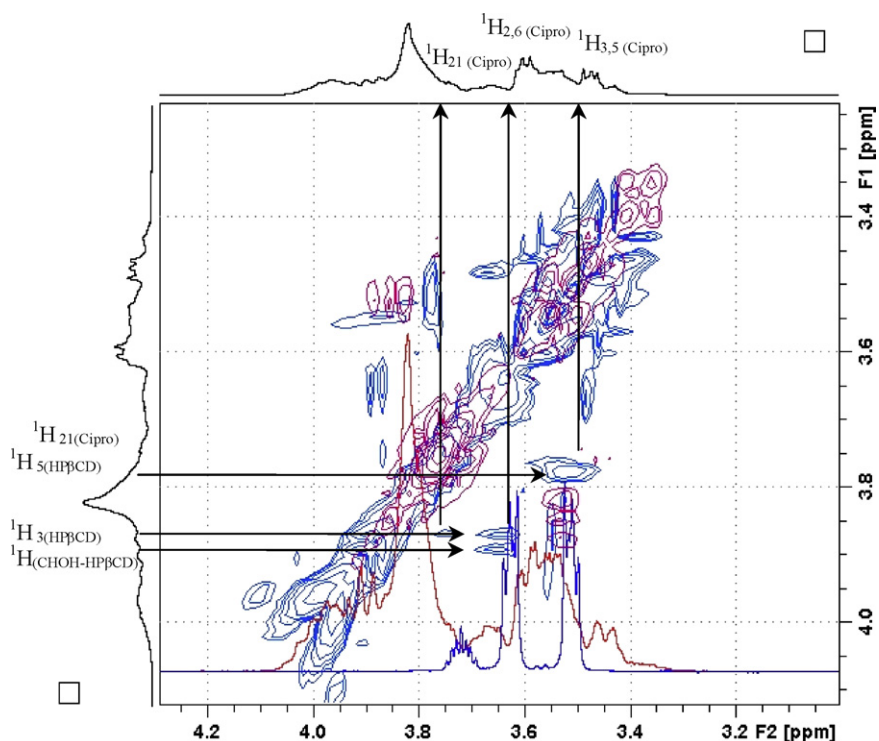 ¹H₂,₆ (Cipro)
¹H₂₁ (Cipro)
¹H₃,₅ (Cipro)
F1 [ppm]
3.4
3.6
3.8
4.0
¹H ₂₁(Cipro)
¹H ₅(HPβCD)
¹H ₃(HPβCD)
¹H(CHOH-HPβCD)
4.2 4.0 3.8 3.6 3.4 3.2 F2 [ppm]